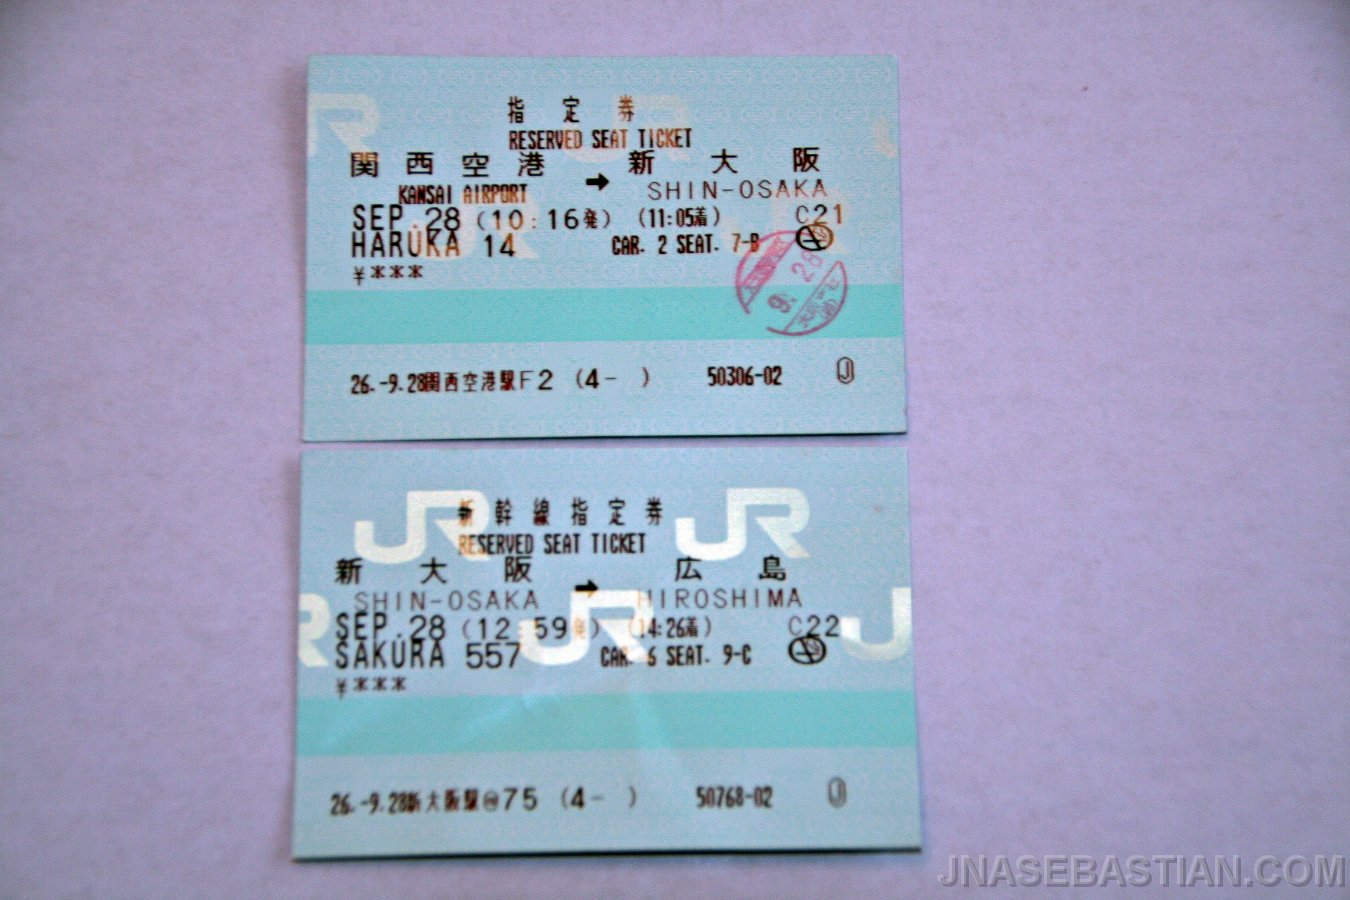 指定券
RESERVED SEAT TICKET
関西空港 → 新大阪
KANSAI AIRPORT SHIN-OSAKA
SEP.28 (10:16発) (11:05着) C21
HARUKA 14 CAR. 2 SEAT. 7-B
¥***
9. 28
26.-9.28関西空港駅F2 (4- ) 50306-02
JR
新幹線指定券
RESERVED SEAT TICKET
新大阪 → 広島
SHIN-OSAKA HIROSHIMA
SEP.28 (12:59発) (14:26着) C22
SAKURA 557 CAR. 6 SEAT. 9-C
¥***
26.-9.28新大阪駅 75 (4- ) 50768-02
JNASEBASTIAN.COM